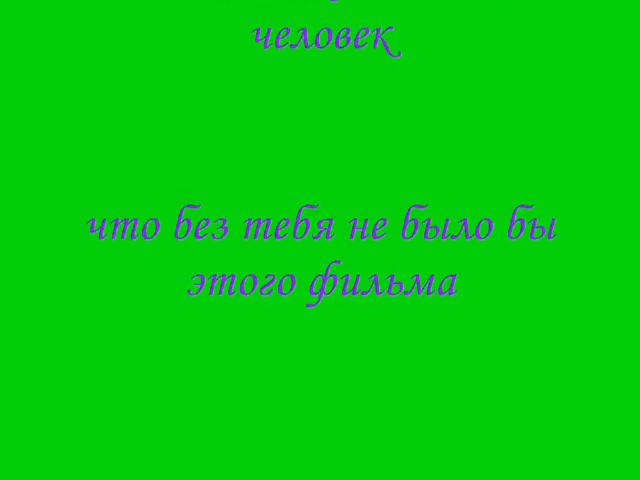 человек
что без тебя не было бы
этого фильма